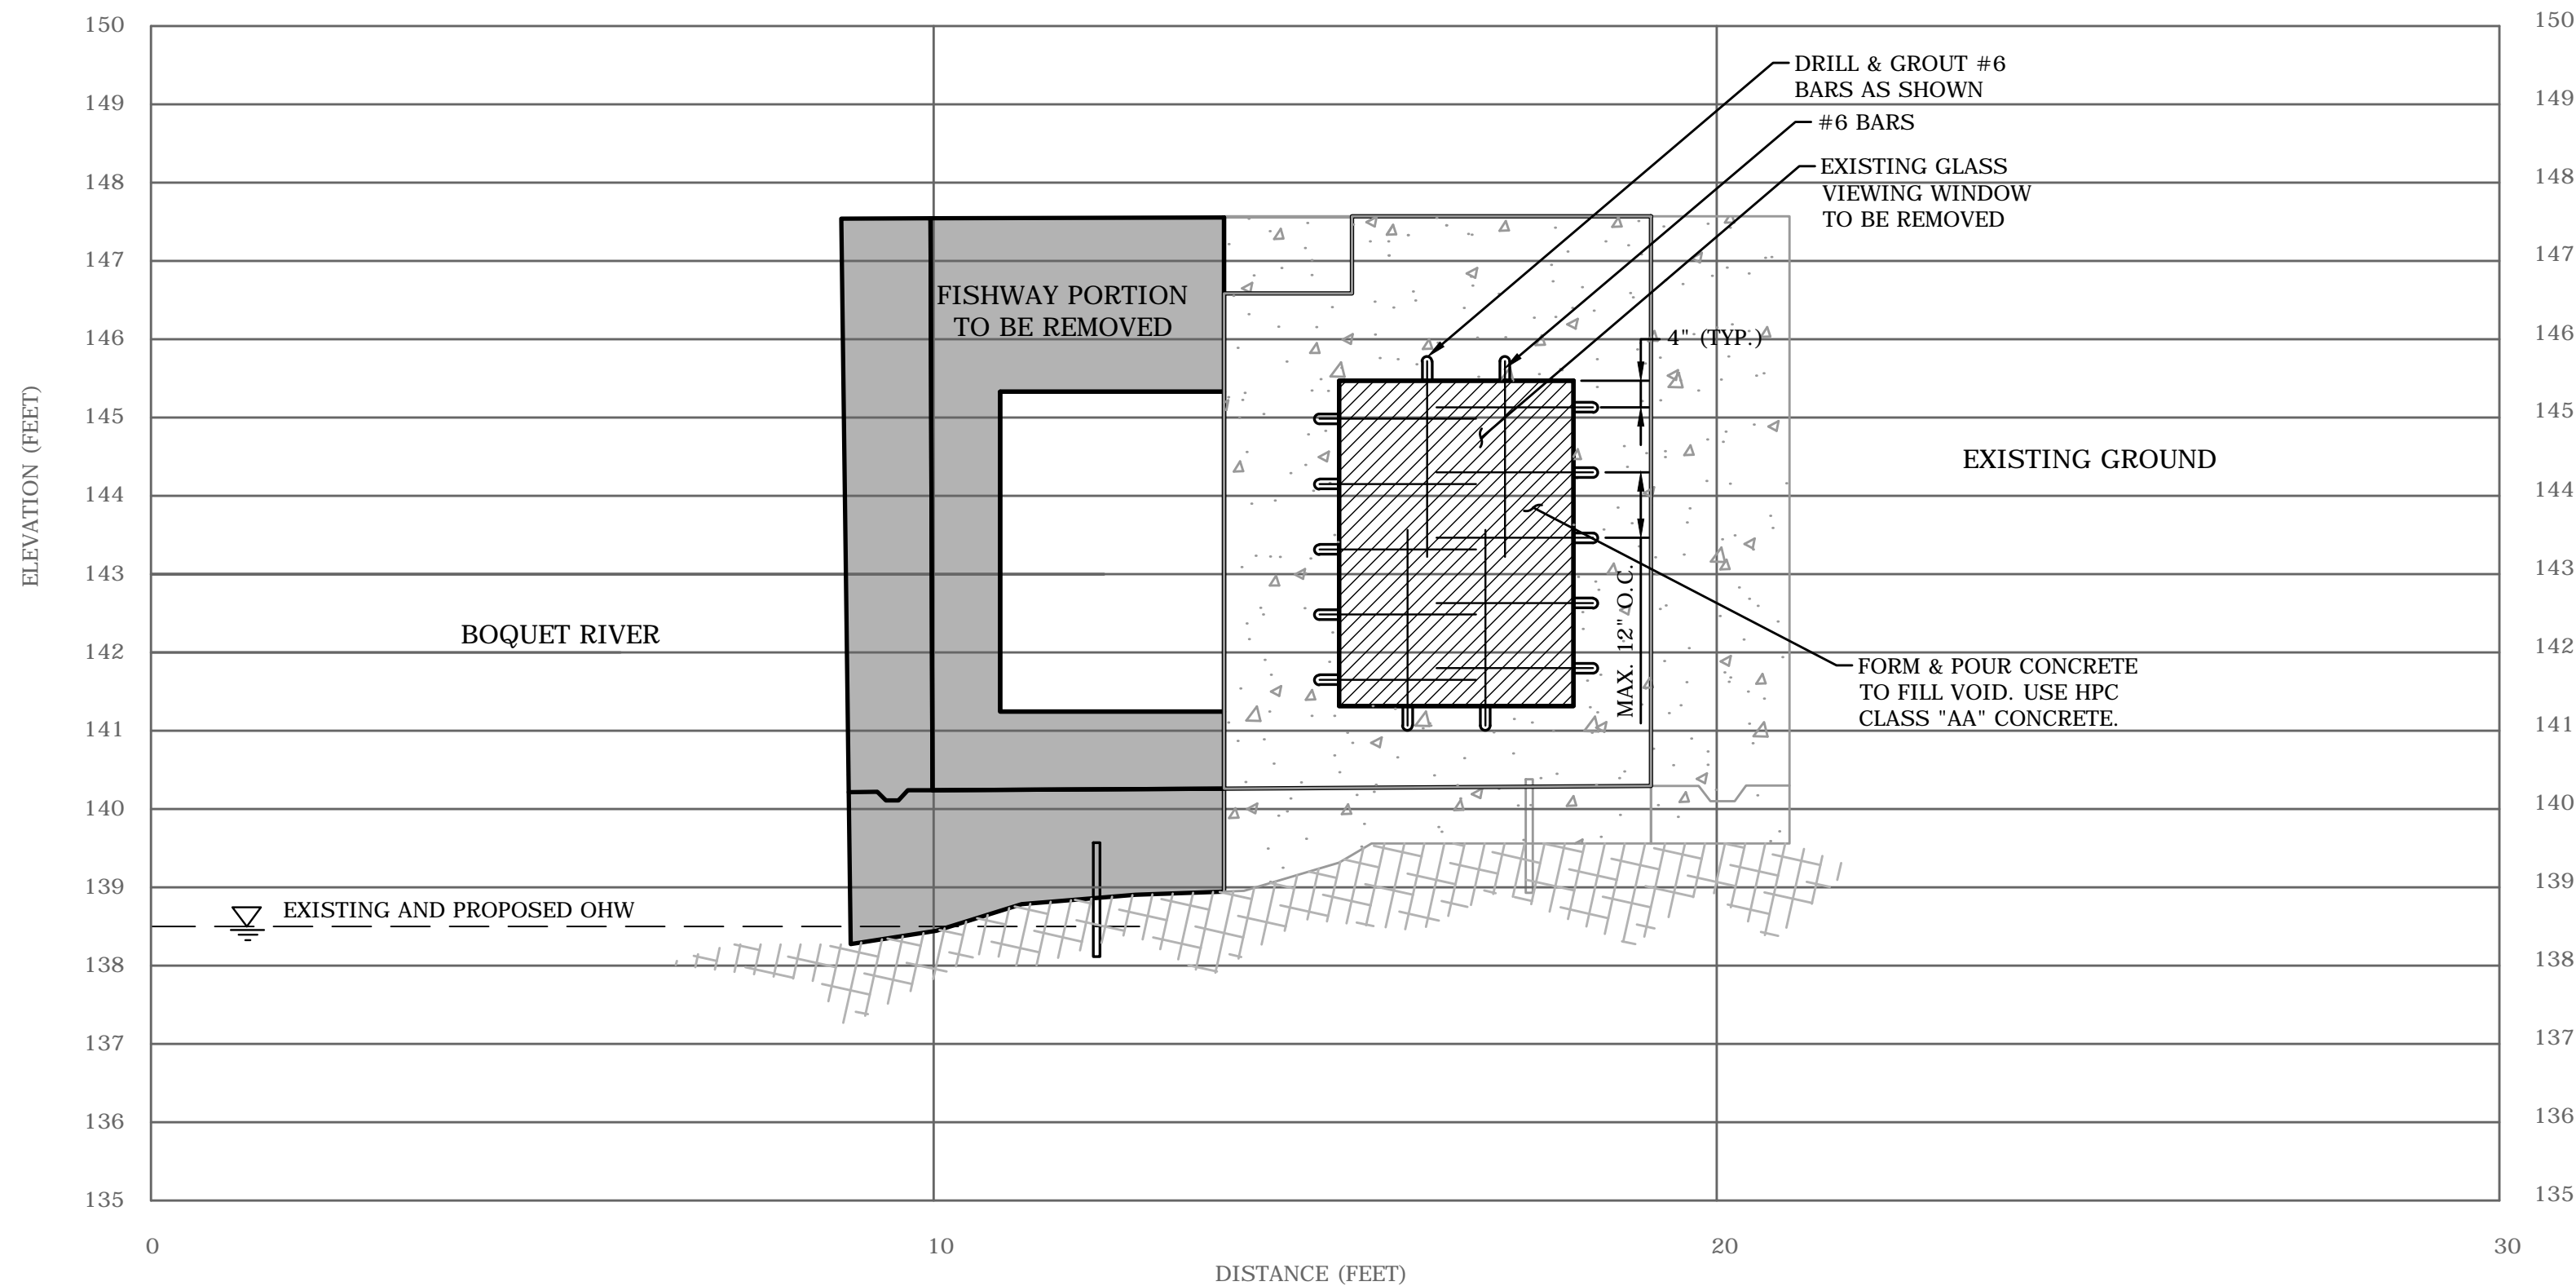 150
149
148
147
146
145
144
143
142
141
140
139
138
137
136
135
ELEVATION (FEET)
DRILL & GROUT #6
BARS AS SHOWN
#6 BARS
EXISTING GLASS
VIEWING WINDOW
TO BE REMOVED
FISHWAY PORTION
TO BE REMOVED
4" (TYP.)
EXISTING GROUND
BOQUET RIVER
MAX. 12" O.C.
FORM & POUR CONCRETE
TO FILL VOID. USE HPC
CLASS "AA" CONCRETE.
EXISTING AND PROPOSED OHW
150
149
148
147
146
145
144
143
142
141
140
139
138
137
136
135
0
10
20
30
DISTANCE (FEET)